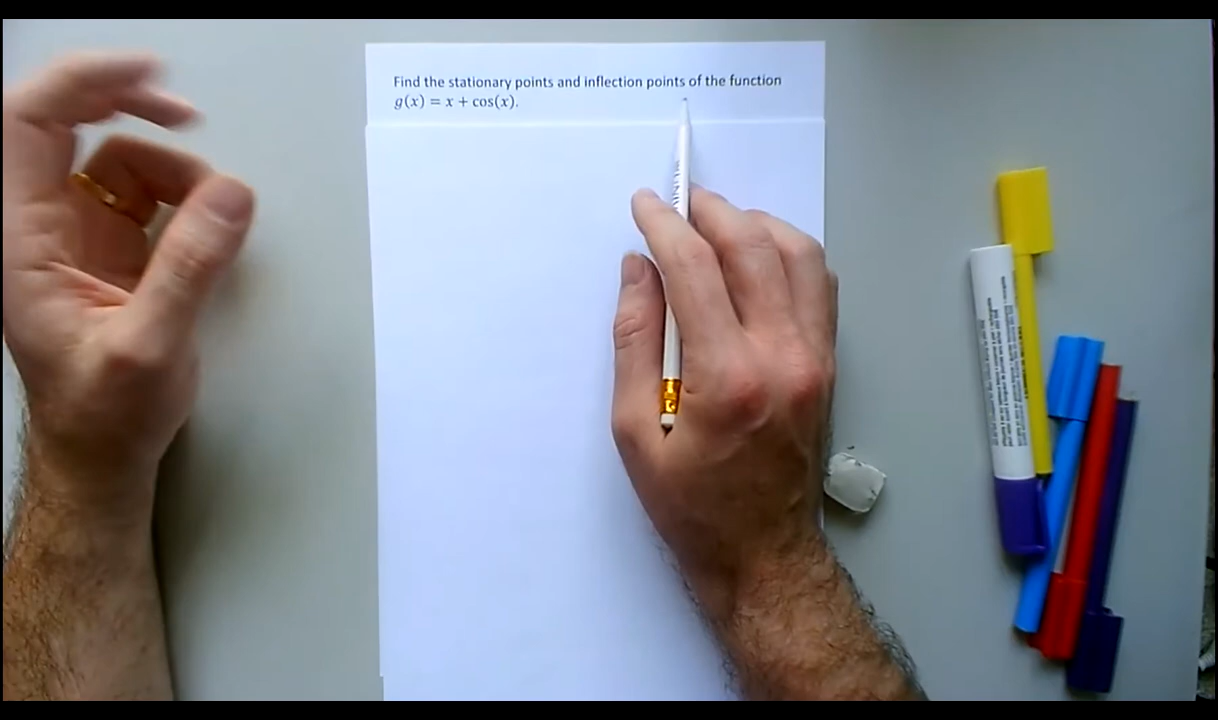 Find the stationary points and inflection points of the function
g(x) = x + cos(x).